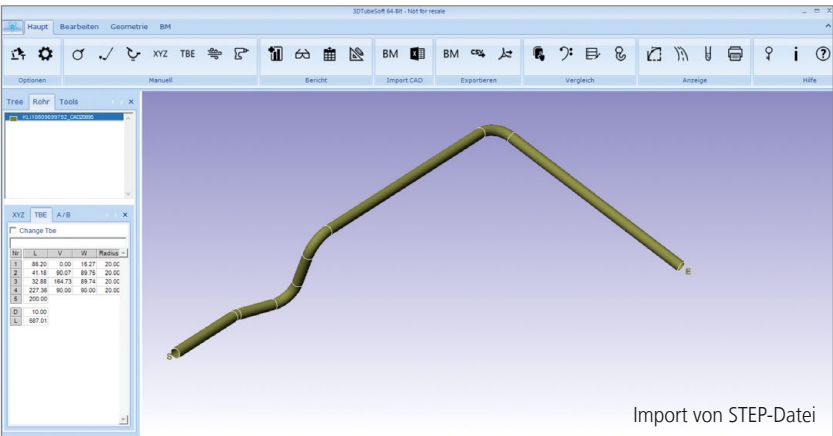 3DTubeSoft 64-Bit - Not for resale
Haupt Bearbeiten Geometrie BM
XYZ TBE BM BM CSV
Optionen Manuell Bericht Import CAD Exportieren Vergleich Anzeige Hilfe
Tree Rohr Tools
XYZ TBE A/B
Change Tbe
Nr L V W Radius
1 86.20 0.00 16.27 20.00
2 41.18 90.07 89.75 20.00
3 32.88 164.73 89.74 20.00
4 227.36 90.00 90.00 20.00
5 200.00
D 10.00
L 687.01
S
E
Import von STEP-Datei